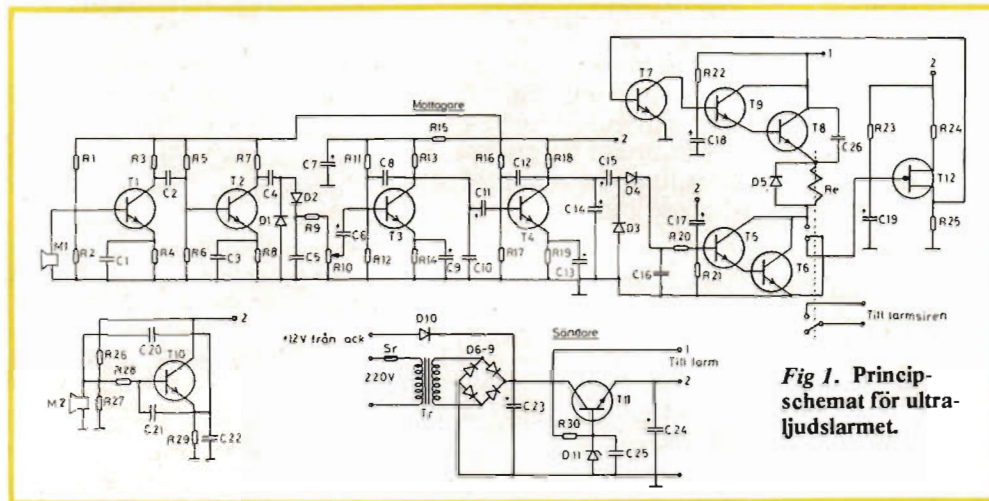 Mottagare
R1
R3
R5
R7
R2
R4
R6
R8
T1
T2
C1
C2
C3
C4
D1
D2
R9
C5
R10
M1
C7
R15
2
R11
C8
R13
C6
T3
R12
R14
C9
C10
C11
R16
C12
R18
T4
R17
R19
C13
C14
C15
D4
D3
T7
R22
T9
1
T8
C18
C26
D5
Re
2
C17
R20
T5
C16
R21
T6
2
R23
R24
T12
C19
R25
Till larmsiren
2
C20
R26
T10
R28
M2
R27
C21
R29
C22
Sändare
D10
+12V från ack
Sr
D6-9
220V
Tr
C23
T11
R30
D11
C25
C24
1
Till larm
2
Fig 1. Princip-
schemat för ultra-
ljudslarmet.